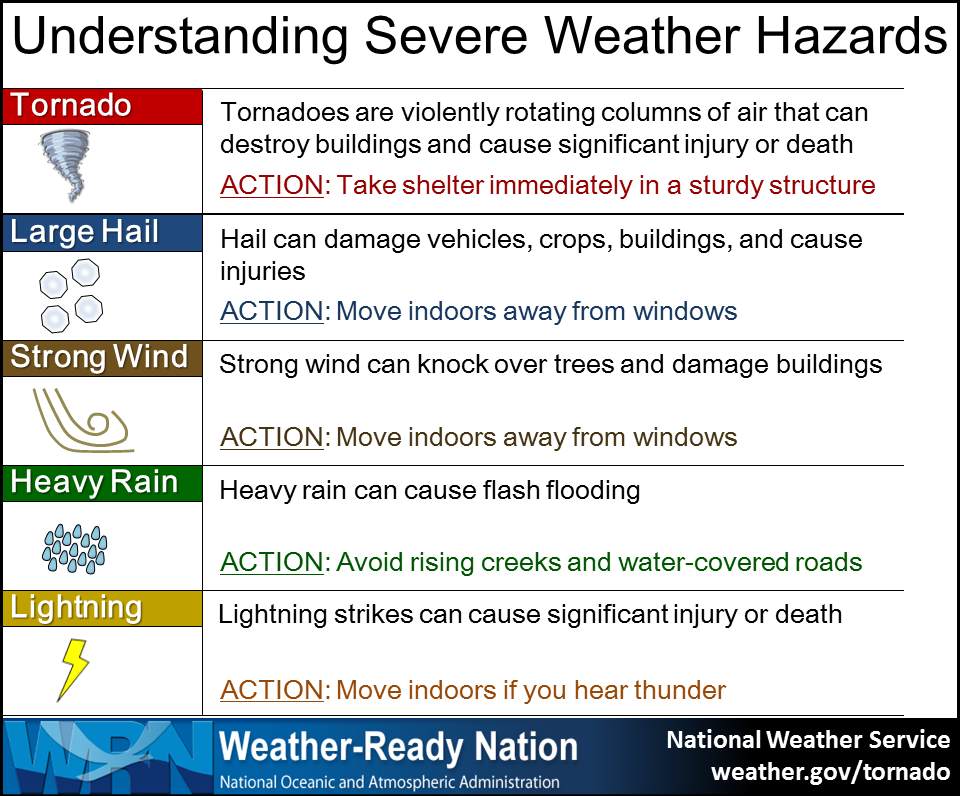 Understanding Severe Weather Hazards
Tornado
Tornadoes are violently rotating columns of air that can
destroy buildings and cause significant injury or death
ACTION: Take shelter immediately in a sturdy structure
Large Hail
Hail can damage vehicles, crops, buildings, and cause
injuries
ACTION: Move indoors away from windows
Strong Wind
Strong wind can knock over trees and damage buildings
ACTION: Move indoors away from windows
Heavy Rain
Heavy rain can cause flash flooding
ACTION: Avoid rising creeks and water-covered roads
Lightning
Lightning strikes can cause significant injury or death
ACTION: Move indoors if you hear thunder
WRN
Weather-Ready Nation
National Oceanic and Atmospheric Administration
National Weather Service
weather.gov/tornado